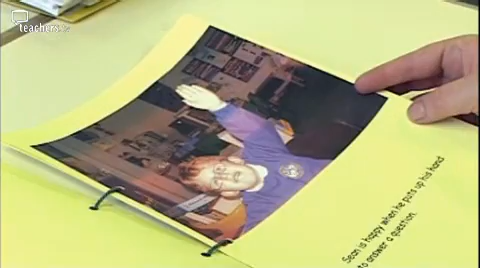 teachers.tv
Sean is happy when he puts up his hand
to answer a question.